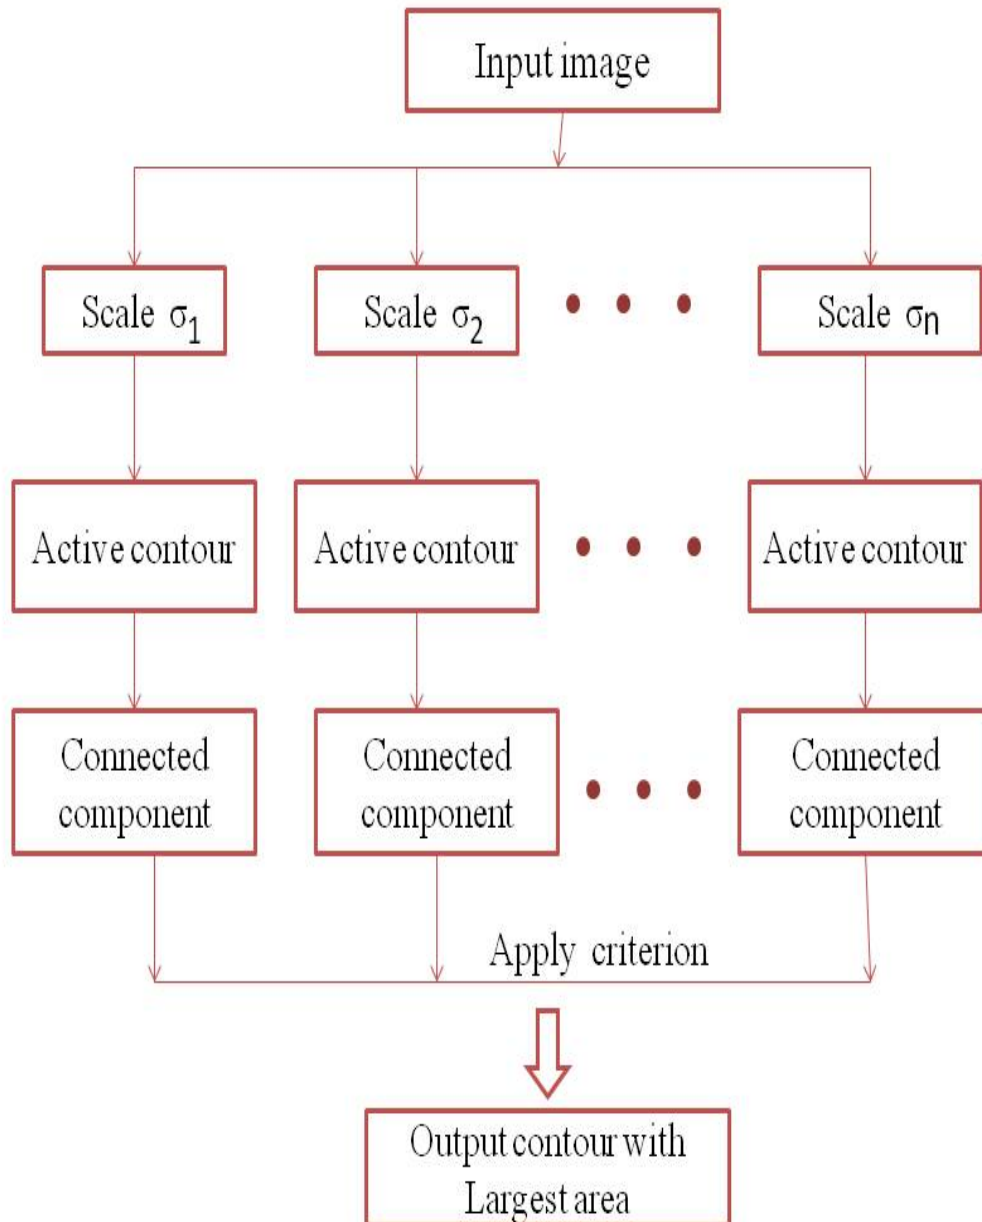 Input image
Scale σ1
Scale σ2
Scale σn
Active contour
Active contour
Active contour
Connected
component
Connected
component
Connected
component
Apply criterion
Output contour with
Largest area